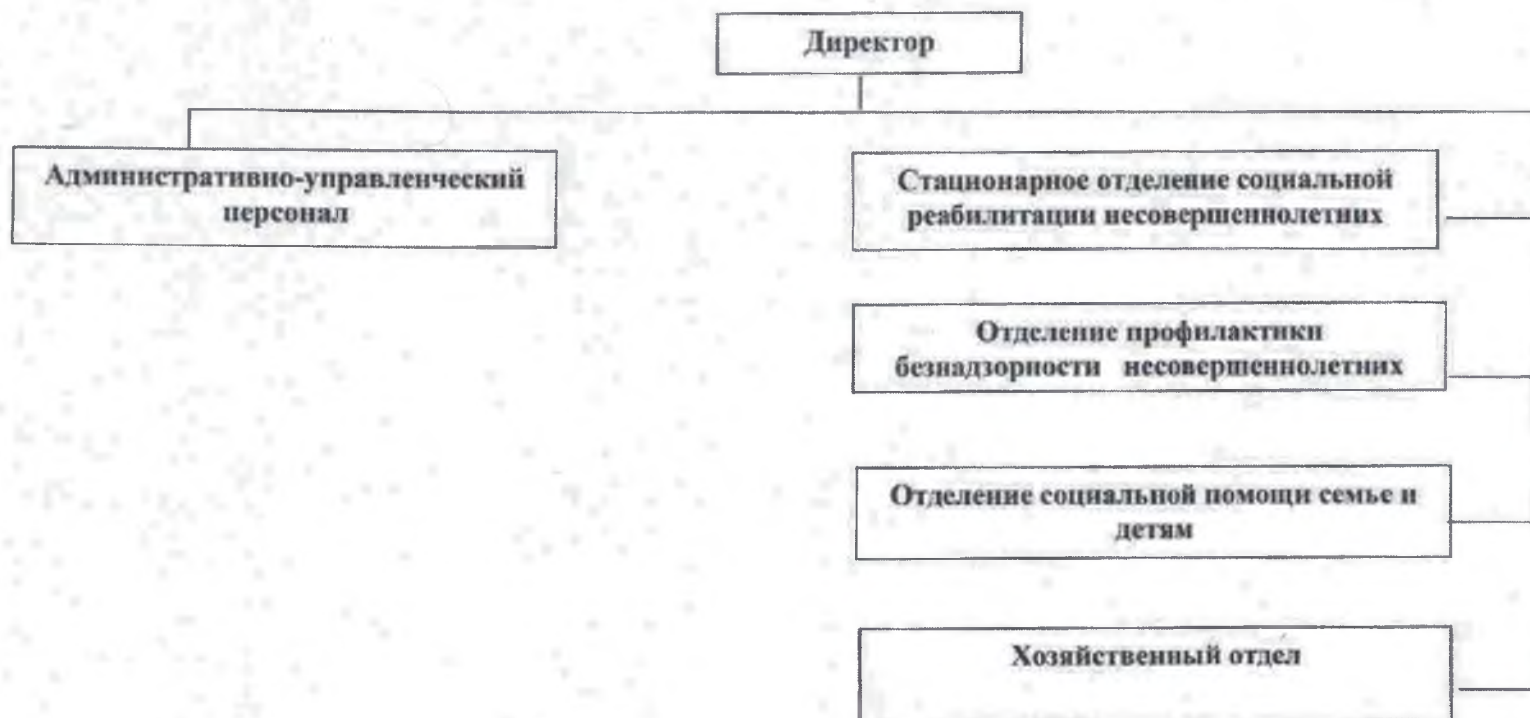 Директор
Административно-управленческий
персонал
Стационарное отделение социальной
реабилитации несовершеннолетних
Отделение профилактики
безнадзорности несовершеннолетних
Отделение социальной помощи семье и
детям
Хозяйственный отдел